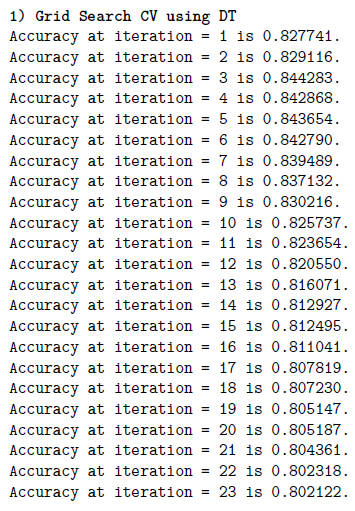 1) Grid Search CV using DT
Accuracy at iteration = 1 is 0.827741.
Accuracy at iteration = 2 is 0.829116.
Accuracy at iteration = 3 is 0.844283.
Accuracy at iteration = 4 is 0.842868.
Accuracy at iteration = 5 is 0.843654.
Accuracy at iteration = 6 is 0.842790.
Accuracy at iteration = 7 is 0.839489.
Accuracy at iteration = 8 is 0.837132.
Accuracy at iteration = 9 is 0.830216.
Accuracy at iteration = 10 is 0.825737.
Accuracy at iteration = 11 is 0.823654.
Accuracy at iteration = 12 is 0.820550.
Accuracy at iteration = 13 is 0.816071.
Accuracy at iteration = 14 is 0.812927.
Accuracy at iteration = 15 is 0.812495.
Accuracy at iteration = 16 is 0.811041.
Accuracy at iteration = 17 is 0.807819.
Accuracy at iteration = 18 is 0.807230.
Accuracy at iteration = 19 is 0.805147.
Accuracy at iteration = 20 is 0.805187.
Accuracy at iteration = 21 is 0.804361.
Accuracy at iteration = 22 is 0.802318.
Accuracy at iteration = 23 is 0.802122.